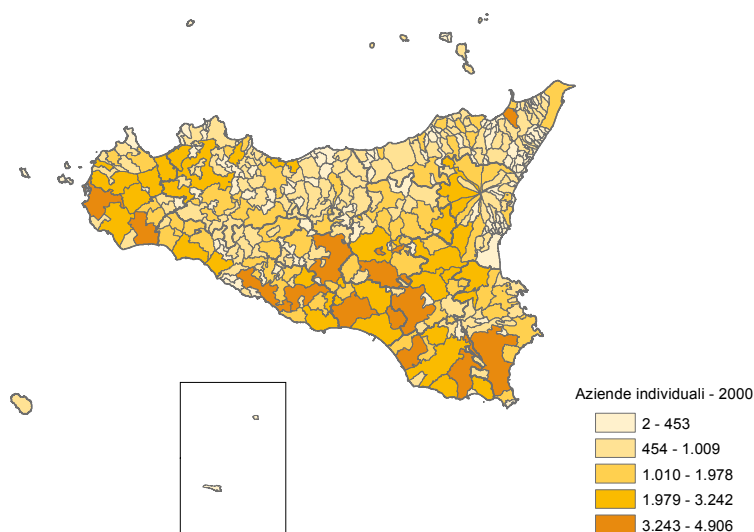 Aziende individuali - 2000
2 - 453
454 - 1.009
1.010 - 1.978
1.979 - 3.242
3.243 - 4.906